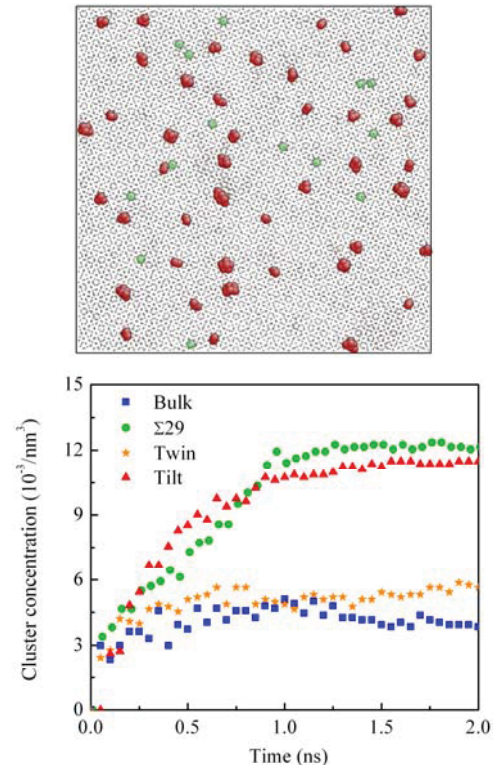 15
12
9
6
3
0
Cluster concentration (10⁻³/nm³)
Bulk
Σ29
Twin
Tilt
0.0 0.5 1.0 1.5 2.0
Time (ns)